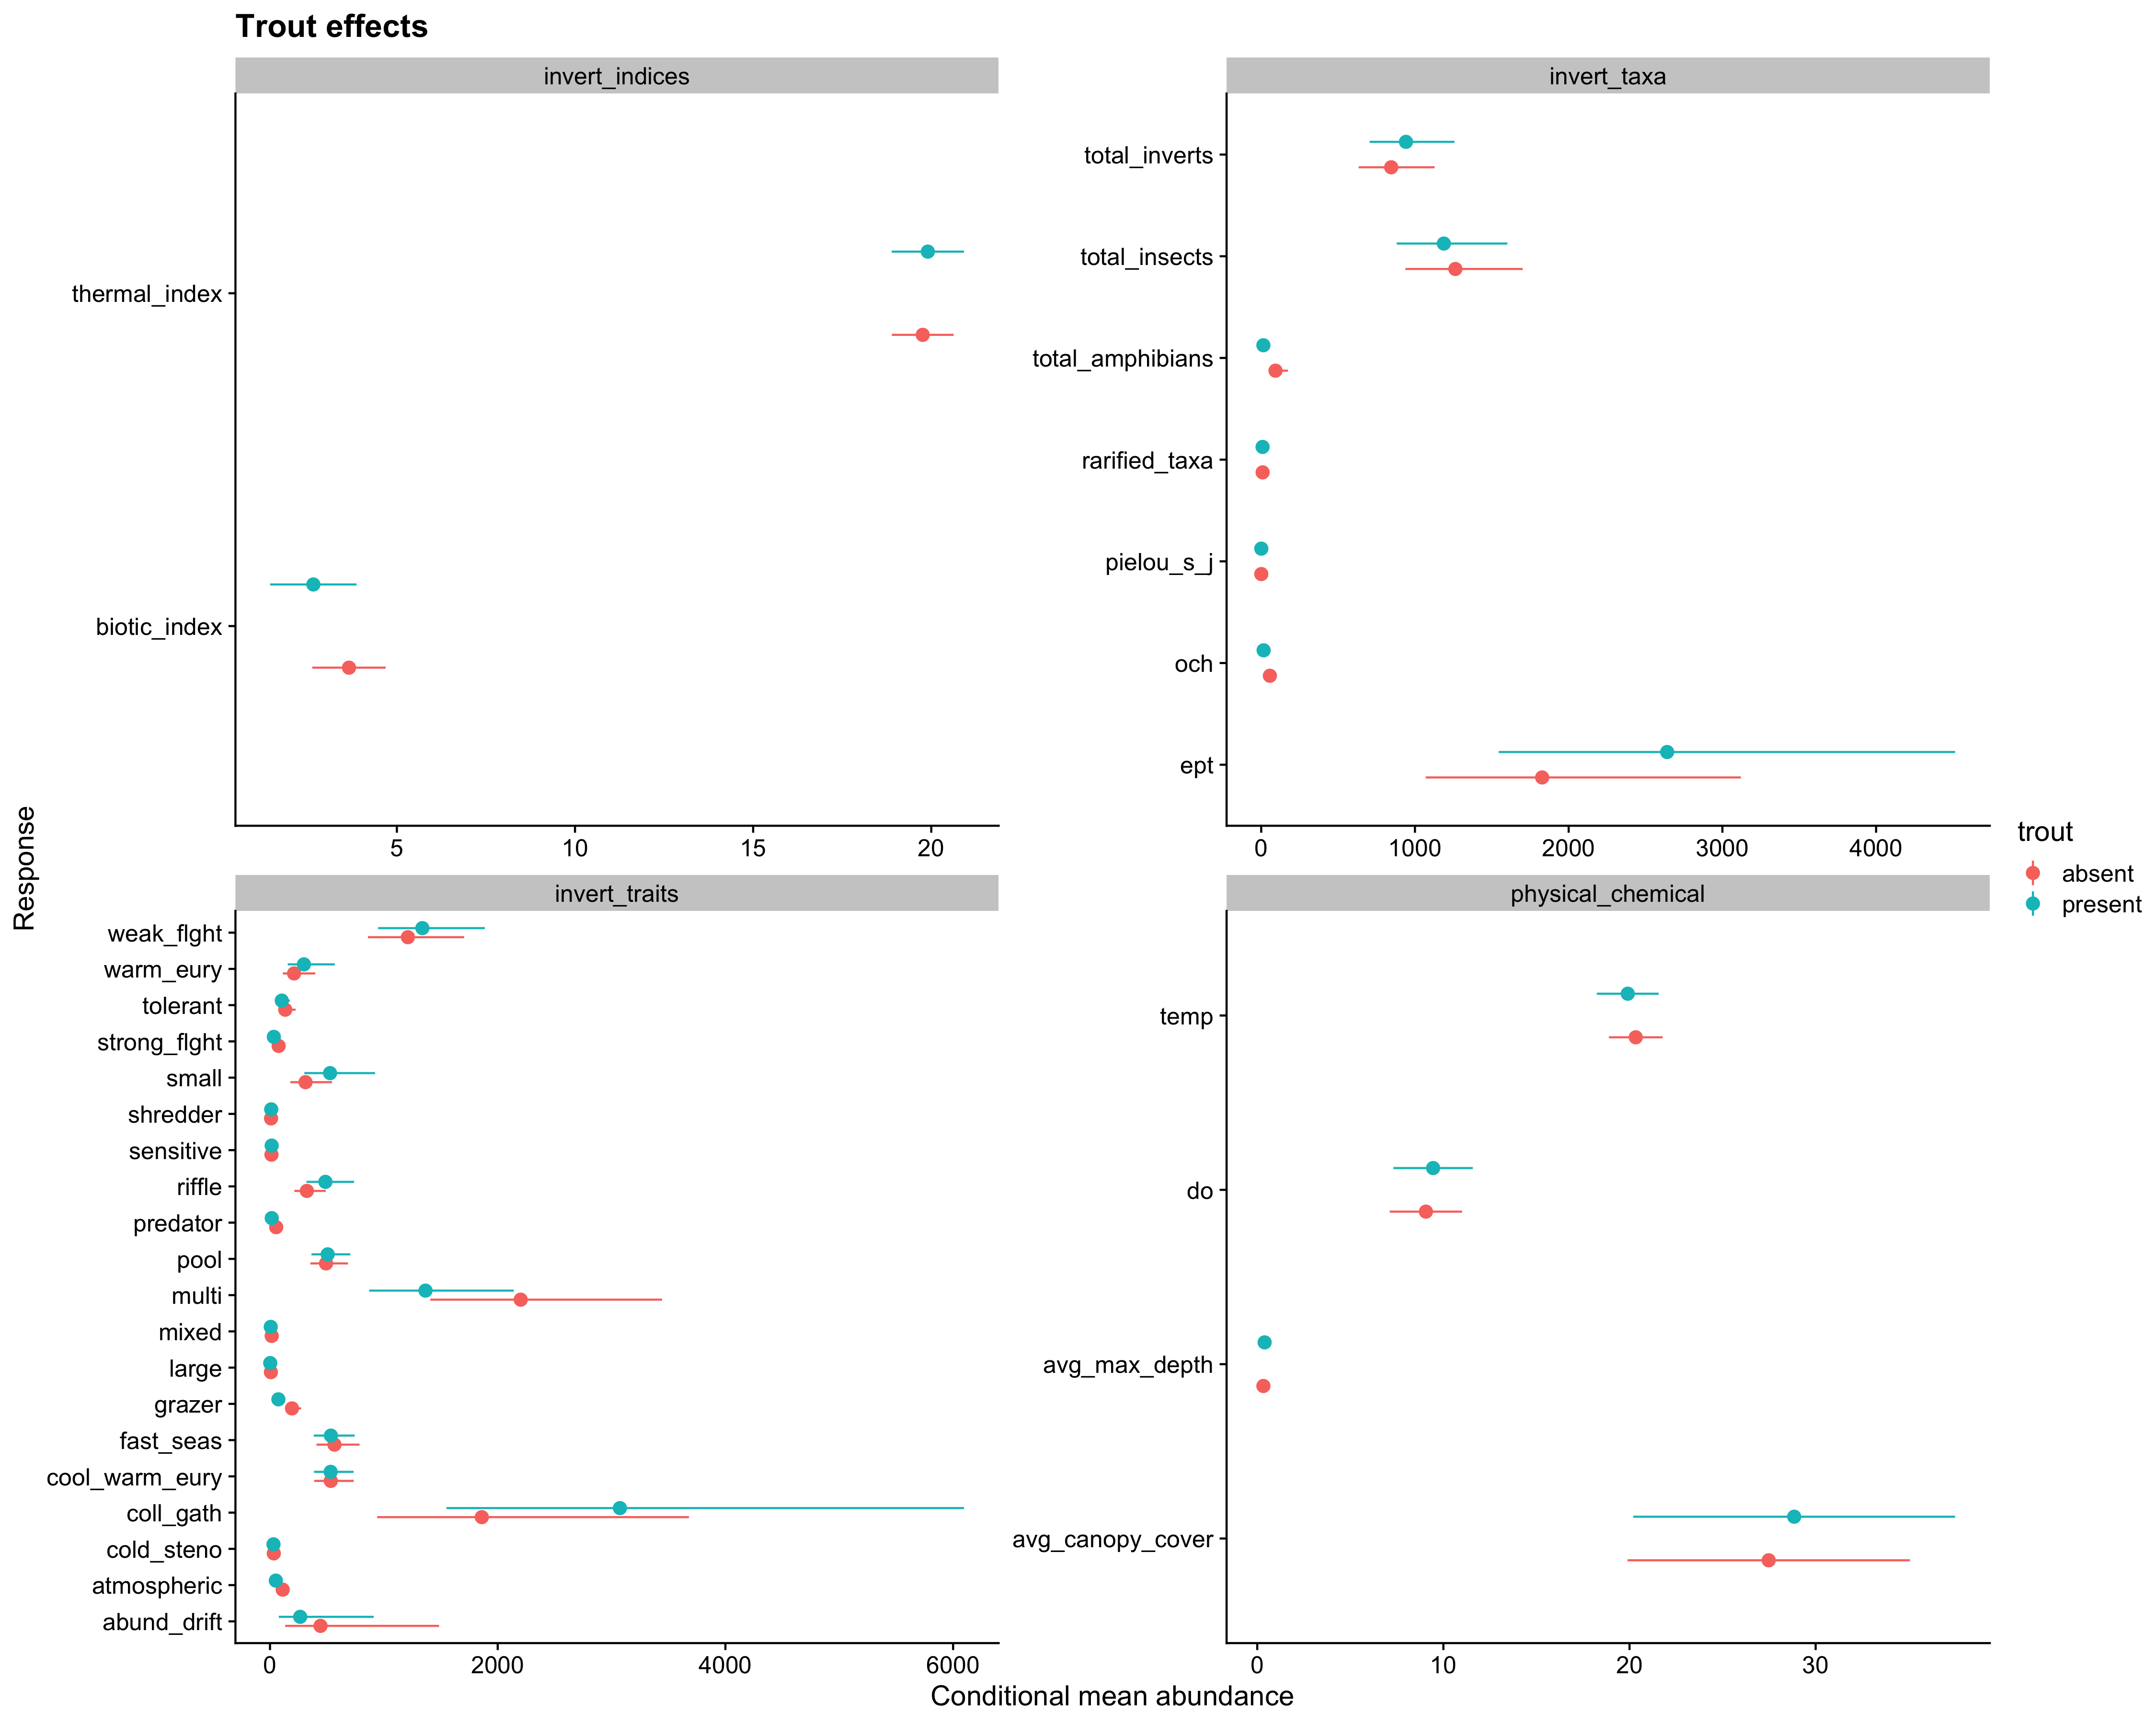 Trout effects
invert_indices
thermal_index
biotic_index
5 10 15 20
invert_taxa
total_inverts
total_insects
total_amphibians
rarified_taxa
pielou_s_j
och
ept
0 1000 2000 3000 4000
Response
invert_traits
weak_flght
warm_eury
tolerant
strong_flght
small
shredder
sensitive
riffle
predator
pool
multi
mixed
large
grazer
fast_seas
cool_warm_eury
coll_gath
cold_steno
atmospheric
abund_drift
0 2000 4000 6000
physical_chemical
temp
do
avg_max_depth
avg_canopy_cover
0 10 20 30
Conditional mean abundance
trout
absent
present